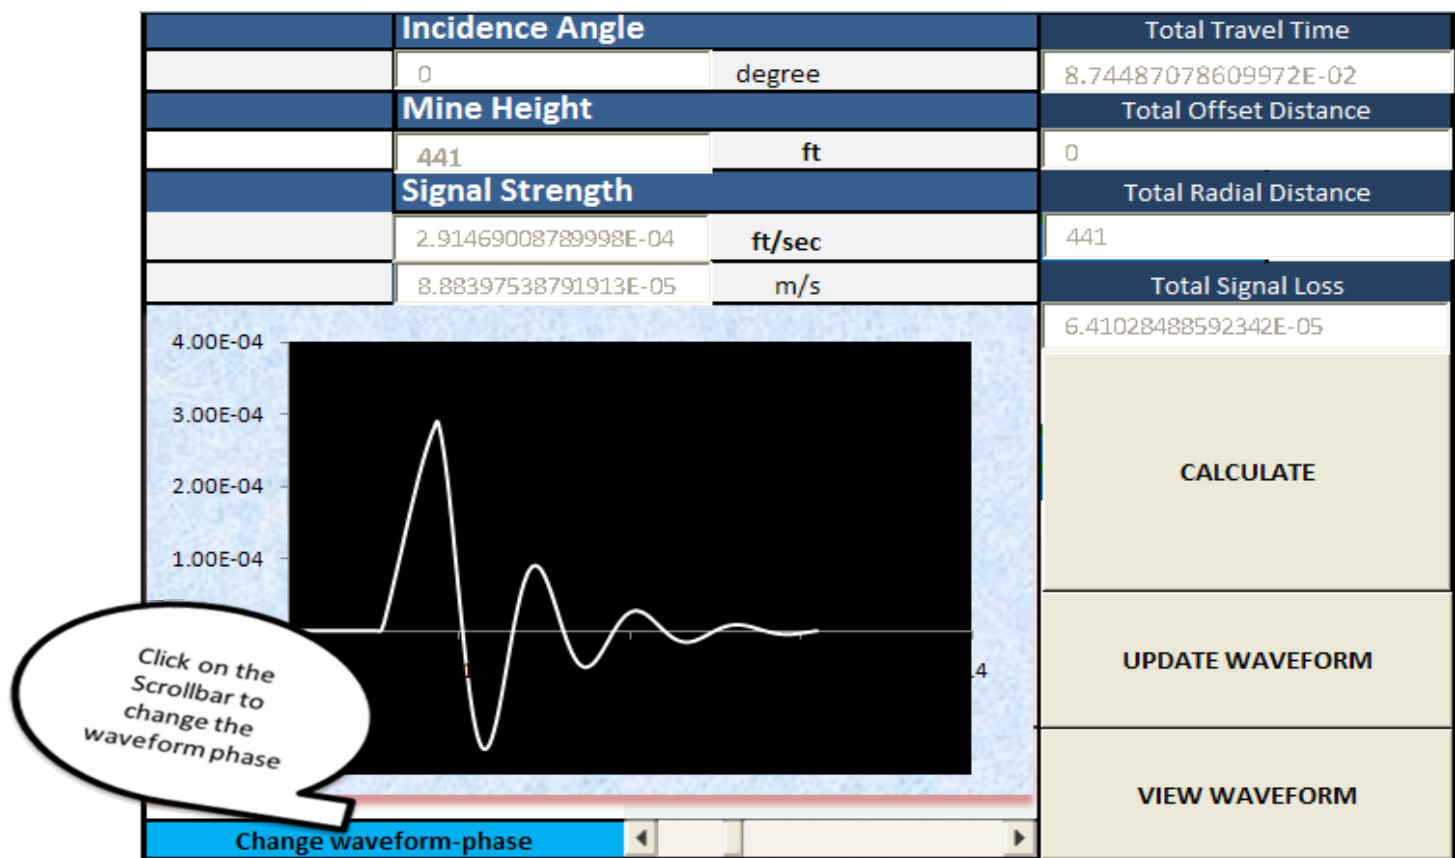 Incidence Angle
0
degree
Mine Height
441
ft
Signal Strength
2.91469008789998E-04
ft/sec
8.88397538791913E-05
m/s
Total Travel Time
8.74487078609972E-02
Total Offset Distance
0
Total Radial Distance
441
Total Signal Loss
6.41028488592342E-05
4.00E-04
3.00E-04
2.00E-04
1.00E-04
Click on the
Scrollbar to
change the
waveform phase
Change waveform-phase
CALCULATE
UPDATE WAVEFORM
VIEW WAVEFORM